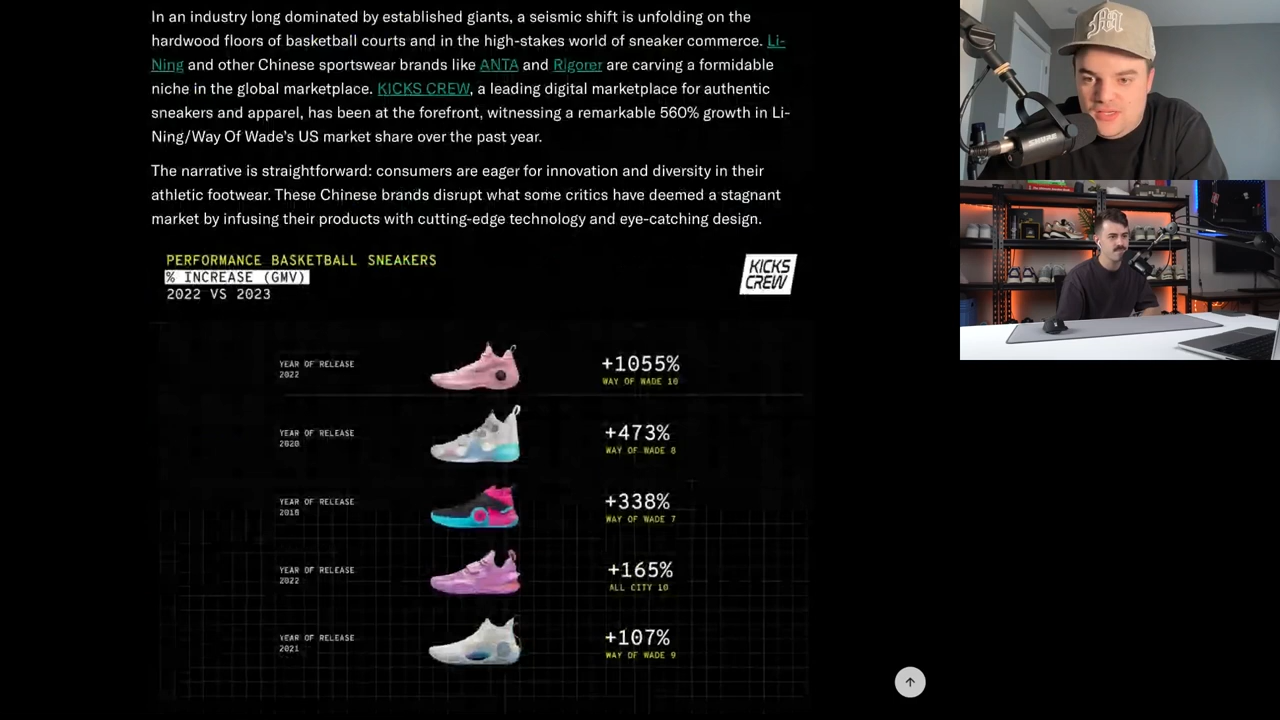 In an industry long dominated by established giants, a seismic shift is unfolding on the
hardwood floors of basketball courts and in the high-stakes world of sneaker commerce. Li-
Ning and other Chinese sportswear brands like ANTA and Rigorer are carving a formidable
niche in the global marketplace. KICKS CREW, a leading digital marketplace for authentic
sneakers and apparel, has been at the forefront, witnessing a remarkable 560% growth in Li-
Ning/Way Of Wade's US market share over the past year.
The narrative is straightforward: consumers are eager for innovation and diversity in their
athletic footwear. These Chinese brands disrupt what some critics have deemed a stagnant
market by infusing their products with cutting-edge technology and eye-catching design.
PERFORMANCE BASKETBALL SNEAKERS
% INCREASE (GMV)
2022 VS 2023
KICKS
CREW
YEAR OF RELEASE
2022
+1055%
WAY OF WADE 10
YEAR OF RELEASE
2020
+473%
WAY OF WADE 8
YEAR OF RELEASE
2018
+338%
WAY OF WADE 7
YEAR OF RELEASE
2022
+165%
ALL CITY 10
YEAR OF RELEASE
2021
+107%
WAY OF WADE 9
SHURE